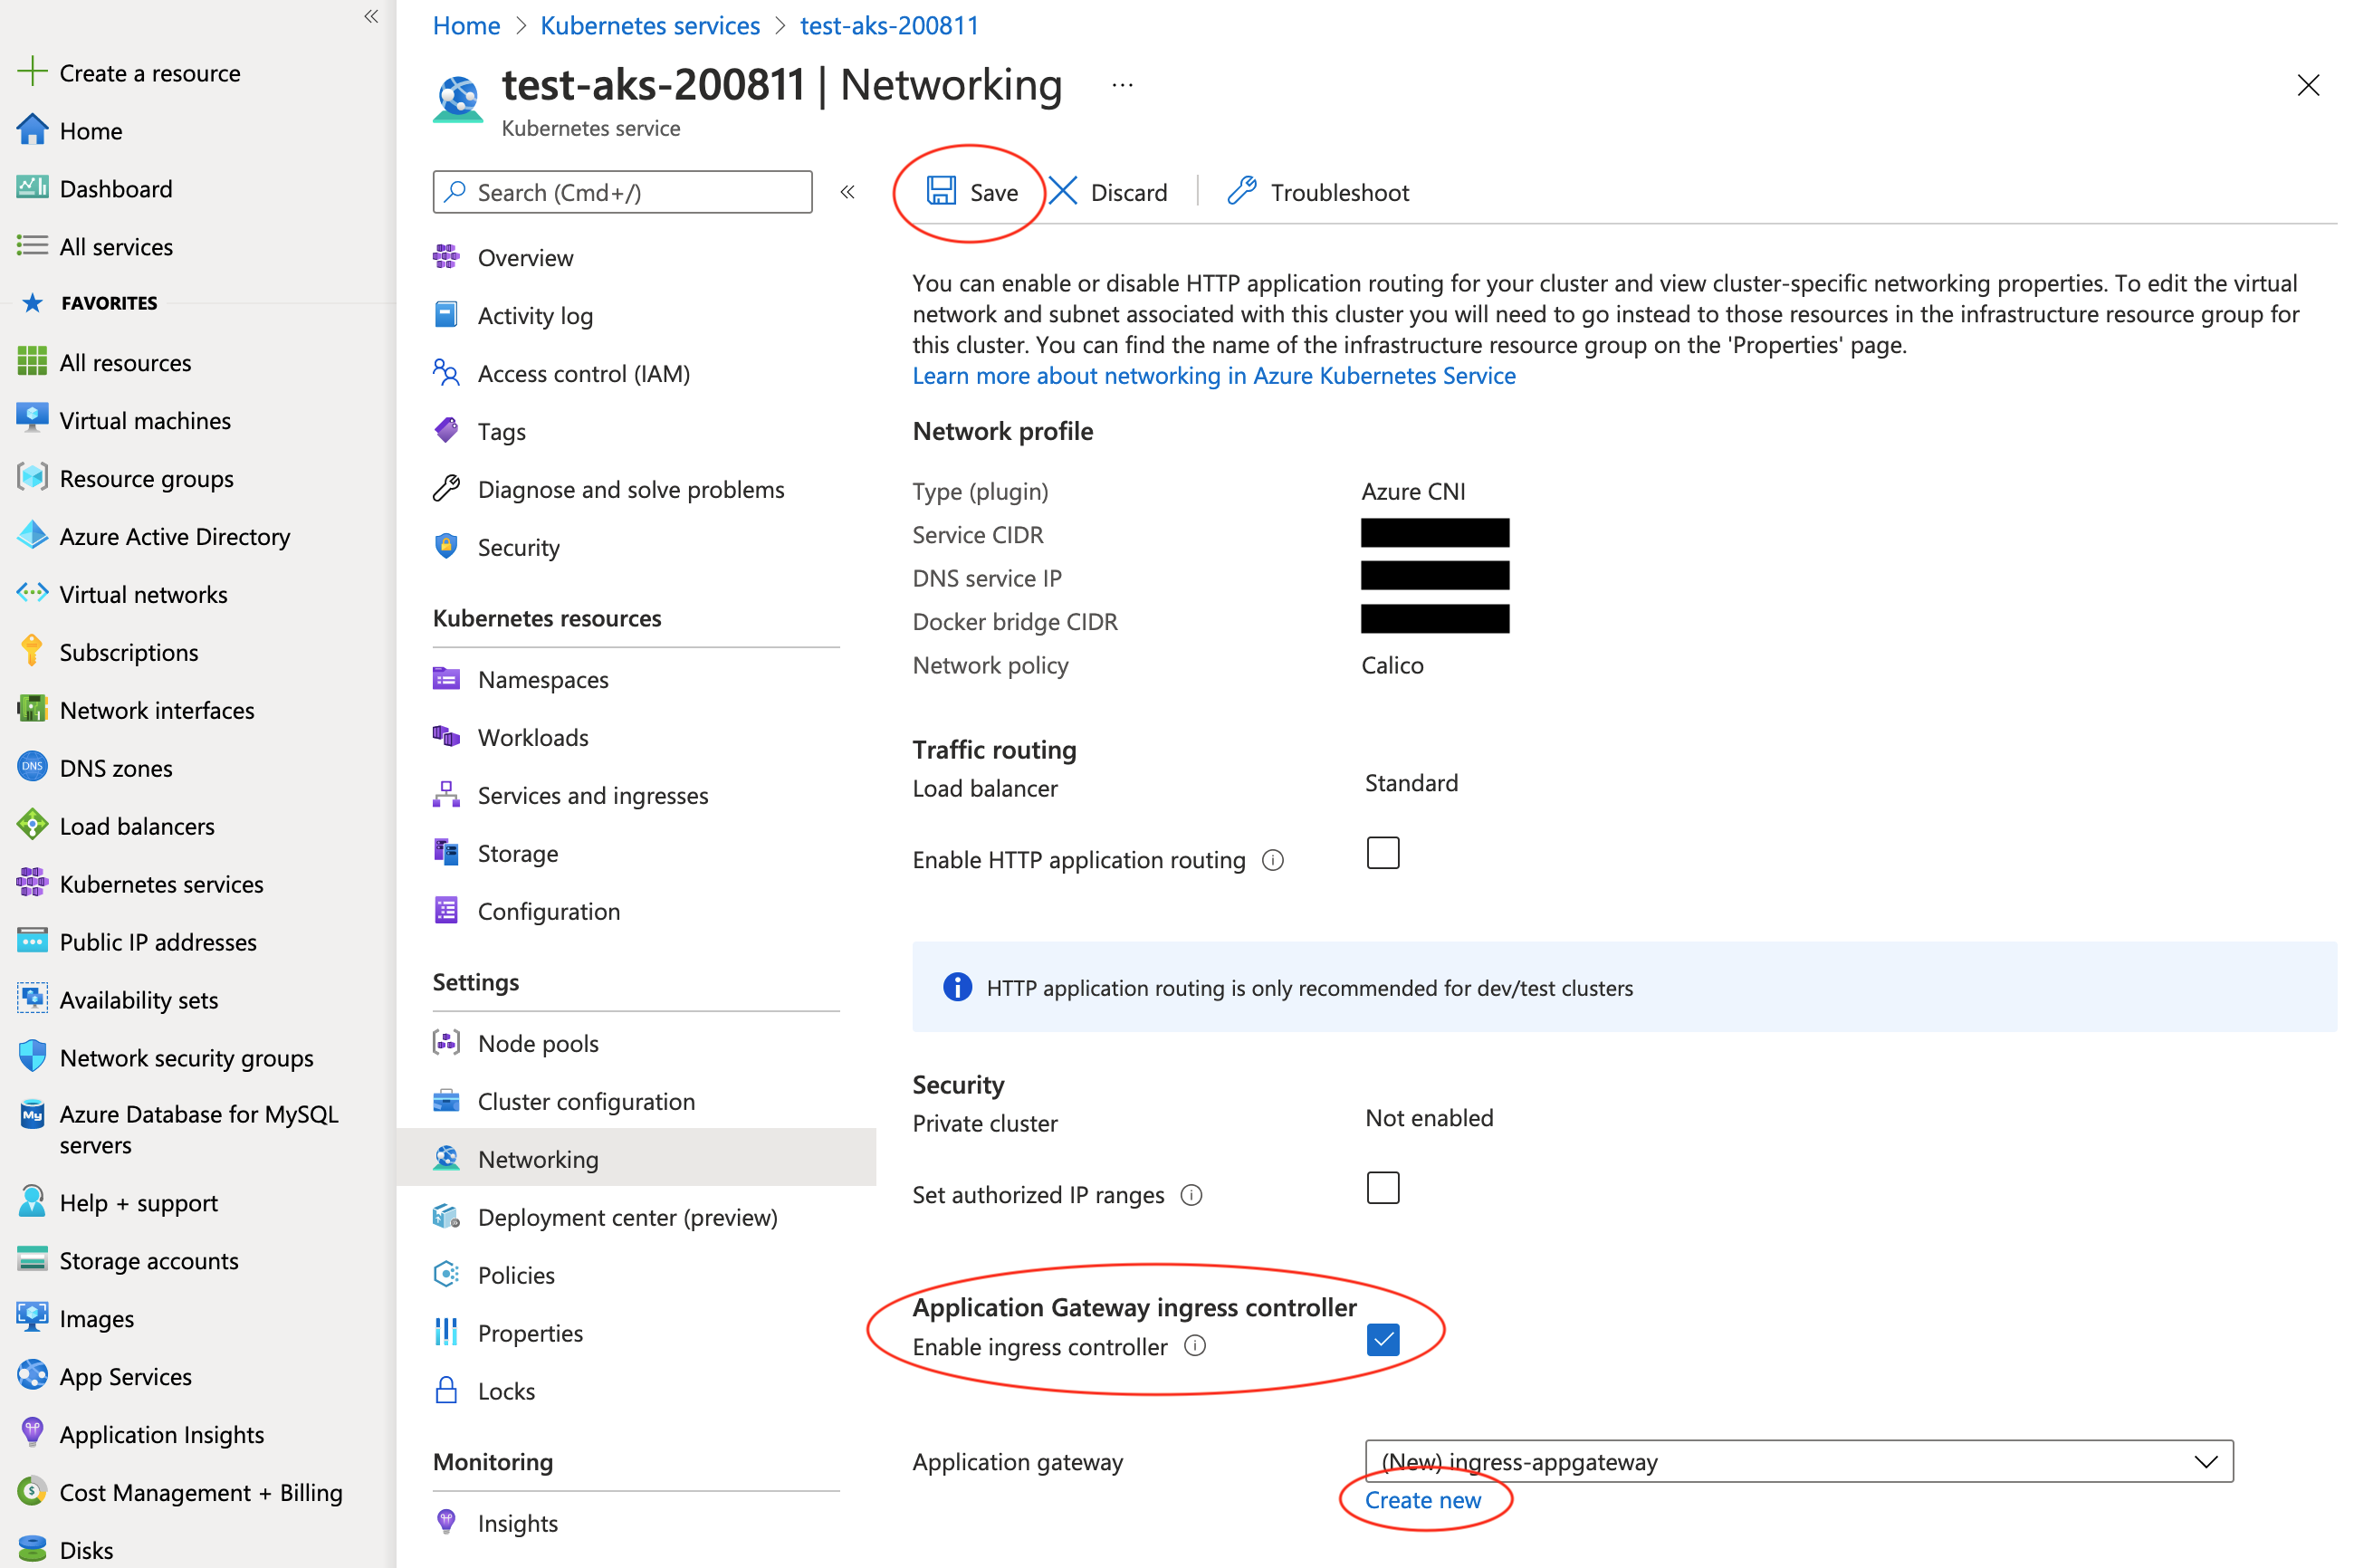 Create a resource
Home
Dashboard
All services
FAVORITES
All resources
Virtual machines
Resource groups
Azure Active Directory
Virtual networks
Subscriptions
Network interfaces
DNS
DNS zones
Load balancers
Kubernetes services
Public IP addresses
Availability sets
Network security groups
My
Azure Database for MySQL
servers
Help + support
Storage accounts
Images
App Services
Application Insights
Cost Management + Billing
Disks
Home > Kubernetes services > test-aks-200811
test-aks-200811 | Networking ...
Kubernetes service
Search (Cmd+/)
Overview
Activity log
Access control (IAM)
Tags
Diagnose and solve problems
Security
Kubernetes resources
Namespaces
Workloads
Services and ingresses
Storage
Configuration
Settings
Node pools
Cluster configuration
Networking
Deployment center (preview)
Policies
Properties
Locks
Monitoring
Insights
Save Discard Troubleshoot
You can enable or disable HTTP application routing for your cluster and view cluster-specific networking properties. To edit the virtual
network and subnet associated with this cluster you will need to go instead to those resources in the infrastructure resource group for
this cluster. You can find the name of the infrastructure resource group on the 'Properties' page.
Learn more about networking in Azure Kubernetes Service
Network profile
Type (plugin) Azure CNI
Service CIDR
DNS service IP
Docker bridge CIDR
Network policy Calico
Traffic routing
Load balancer Standard
Enable HTTP application routing
HTTP application routing is only recommended for dev/test clusters
Security
Private cluster Not enabled
Set authorized IP ranges
Application Gateway ingress controller
Enable ingress controller
Application gateway (New) ingress-appgateway
Create new